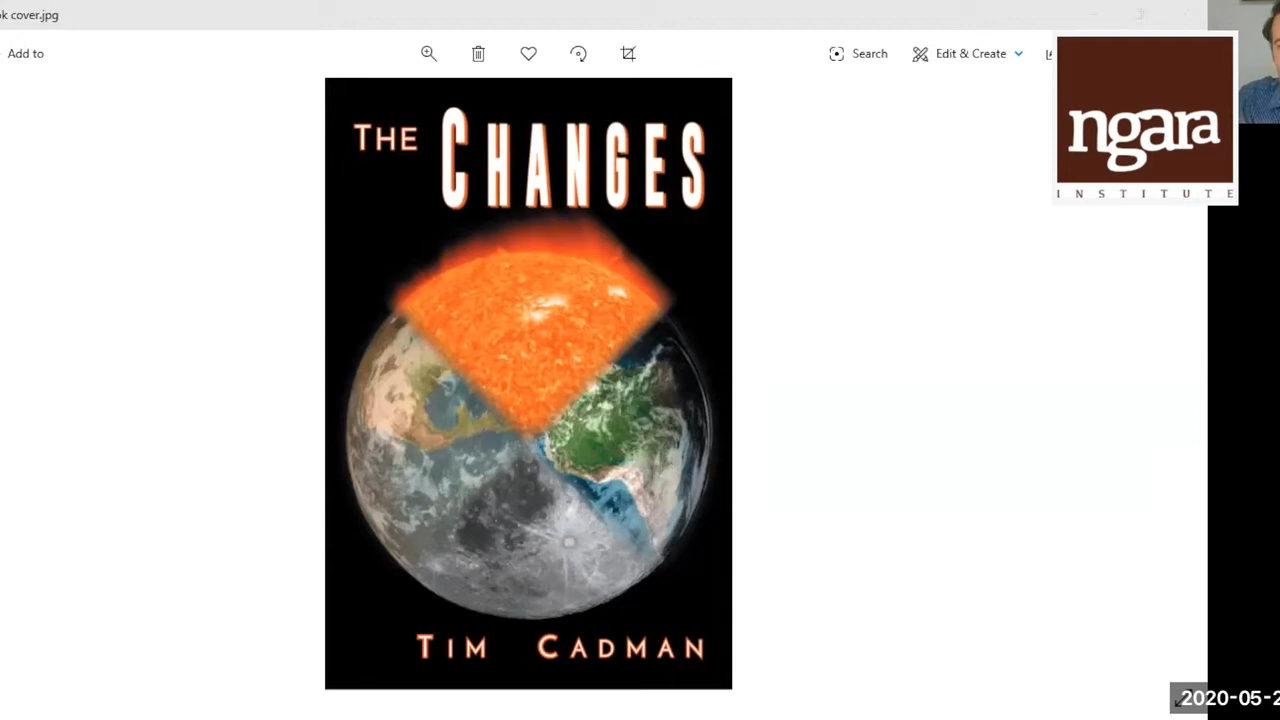 k cover.jpg
Add to
Search
Edit & Create
ngara
INSTITUTE
THE CHANGES
TIM CADMAN
2020-05-2